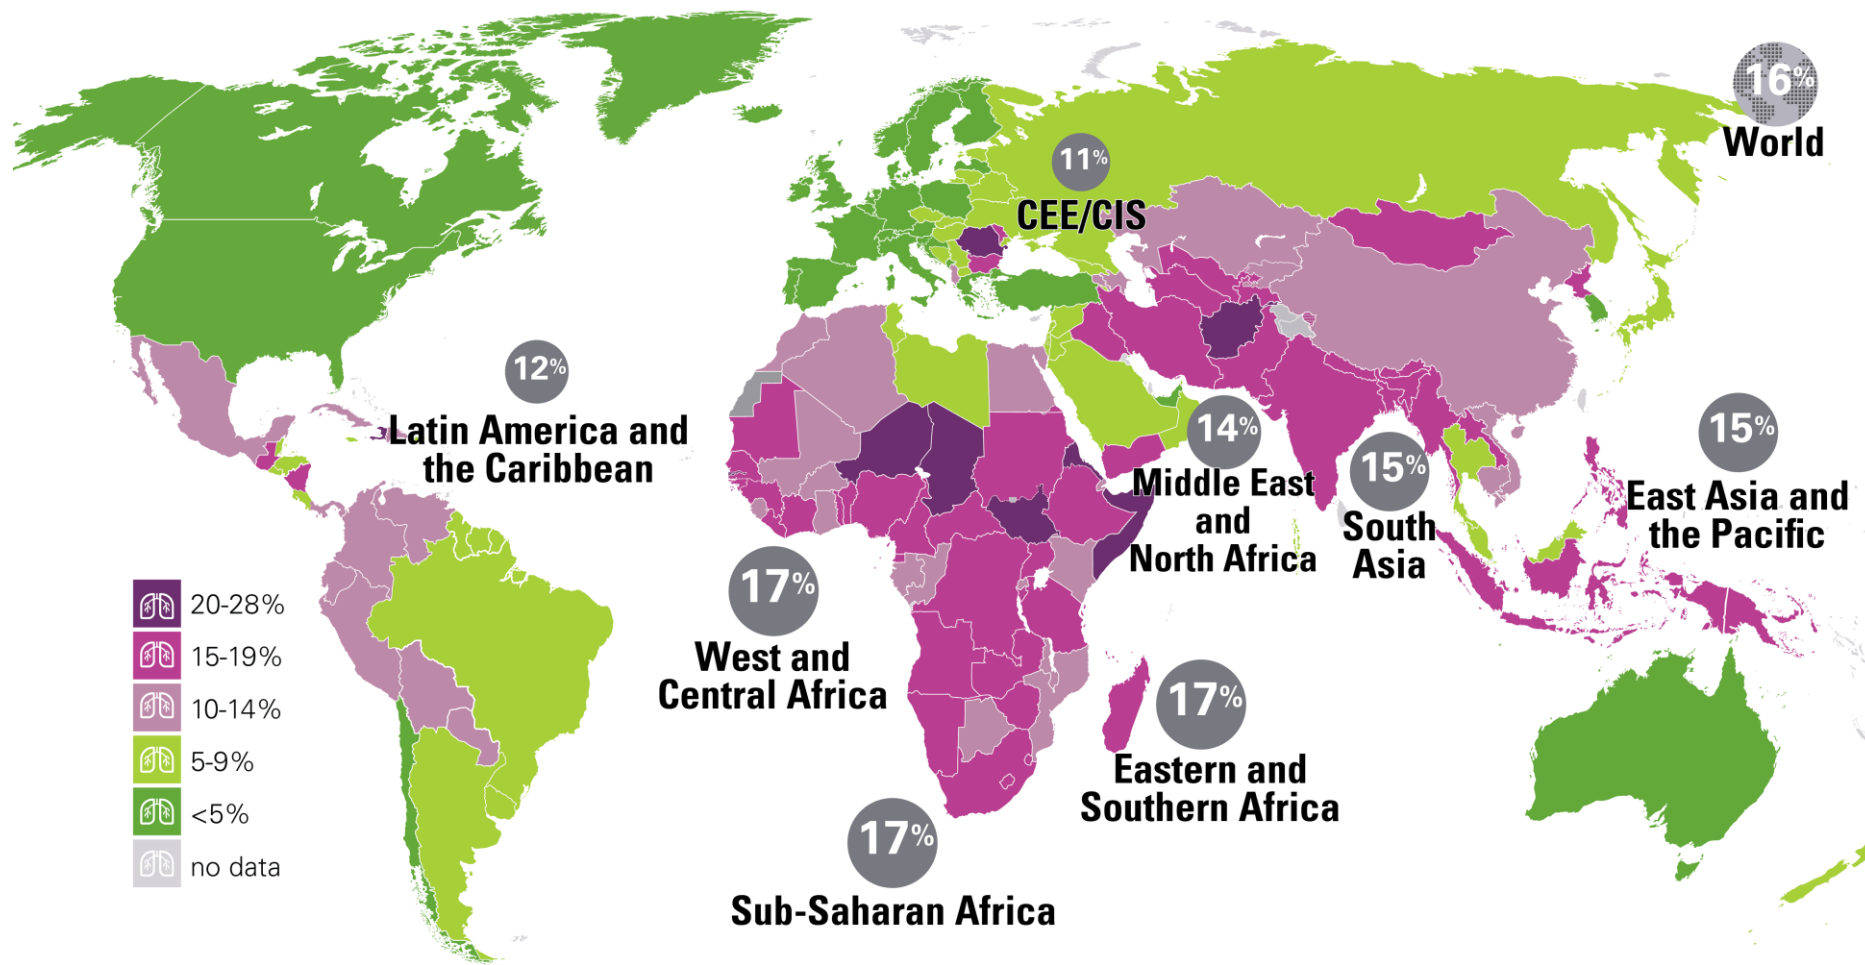 16%
World
11%
CEE/CIS
12%
Latin America and
the Caribbean
14%
Middle East
and
North Africa
15%
South
Asia
15%
East Asia and
the Pacific
17%
West and
Central Africa
17%
Eastern and
Southern Africa
17%
Sub-Saharan Africa
20-28%
15-19%
10-14%
5-9%
<5%
no data